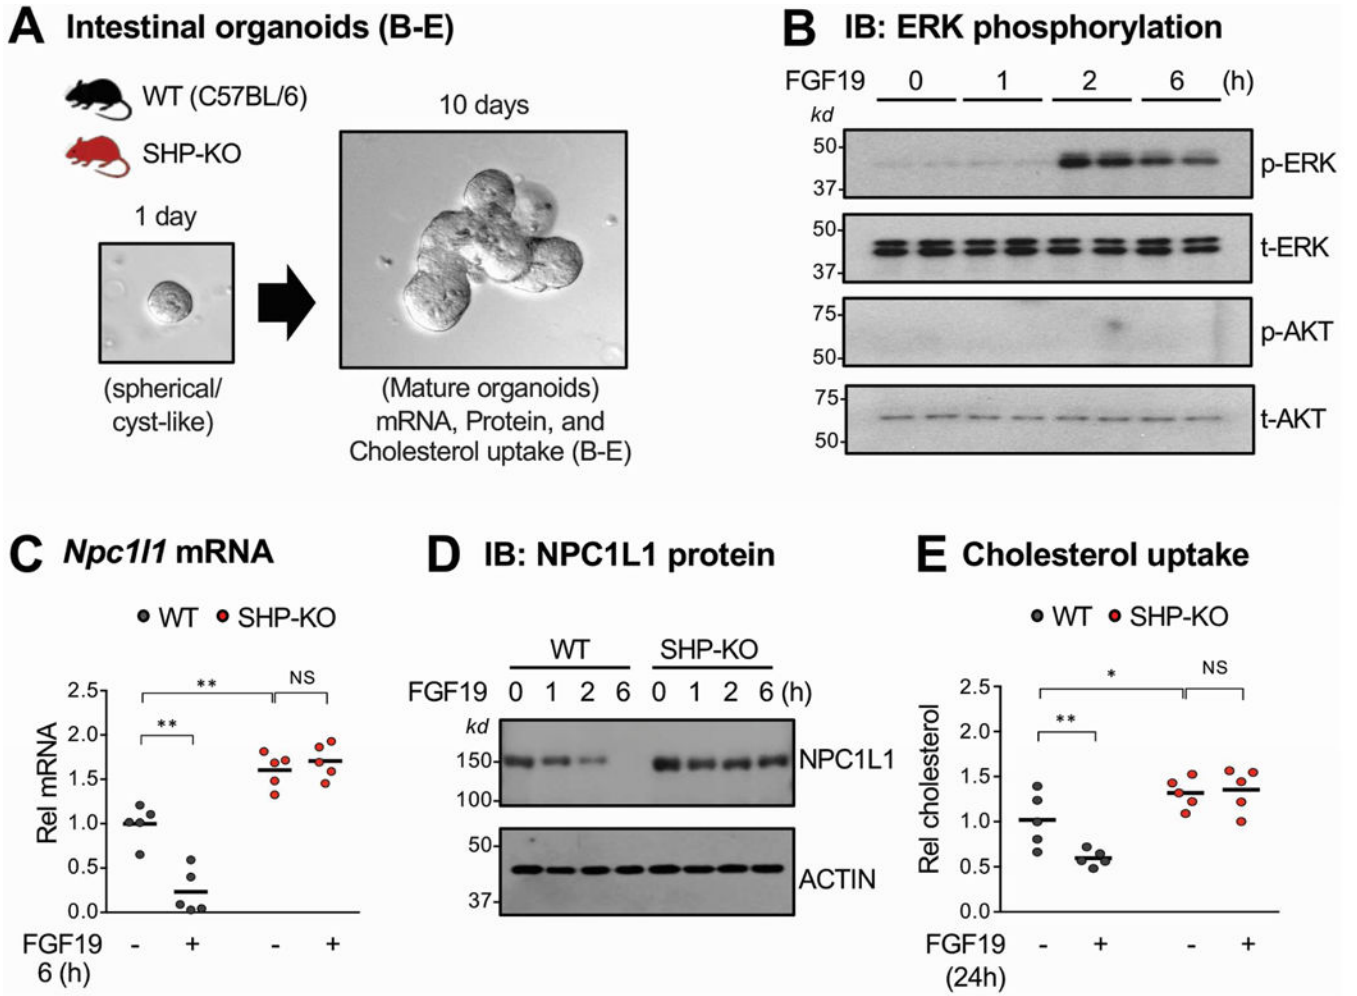 A Intestinal organoids (B-E)
WT (C57BL/6)
SHP-KO
1 day
10 days
(spherical/
cyst-like)
(Mature organoids)
mRNA, Protein, and
Cholesterol uptake (B-E)
B IB: ERK phosphorylation
FGF19 0 1 2 6 (h)
kd
50
37
p-ERK
50
37
t-ERK
75
50
p-AKT
75
50
t-AKT
C Npc1l1 mRNA
WT SHP-KO
Rel mRNA
2.5
2.0
1.5
1.0
0.5
0.0
** NS
**
FGF19 - + - +
6 (h)
D IB: NPC1L1 protein
WT SHP-KO
FGF19 0 1 2 6 0 1 2 6 (h)
kd
150
100
NPC1L1
50
37
ACTIN
E Cholesterol uptake
WT SHP-KO
Rel cholesterol
2.5
2.0
1.5
1.0
0.5
0.0
* NS
**
FGF19 - + - +
(24h)